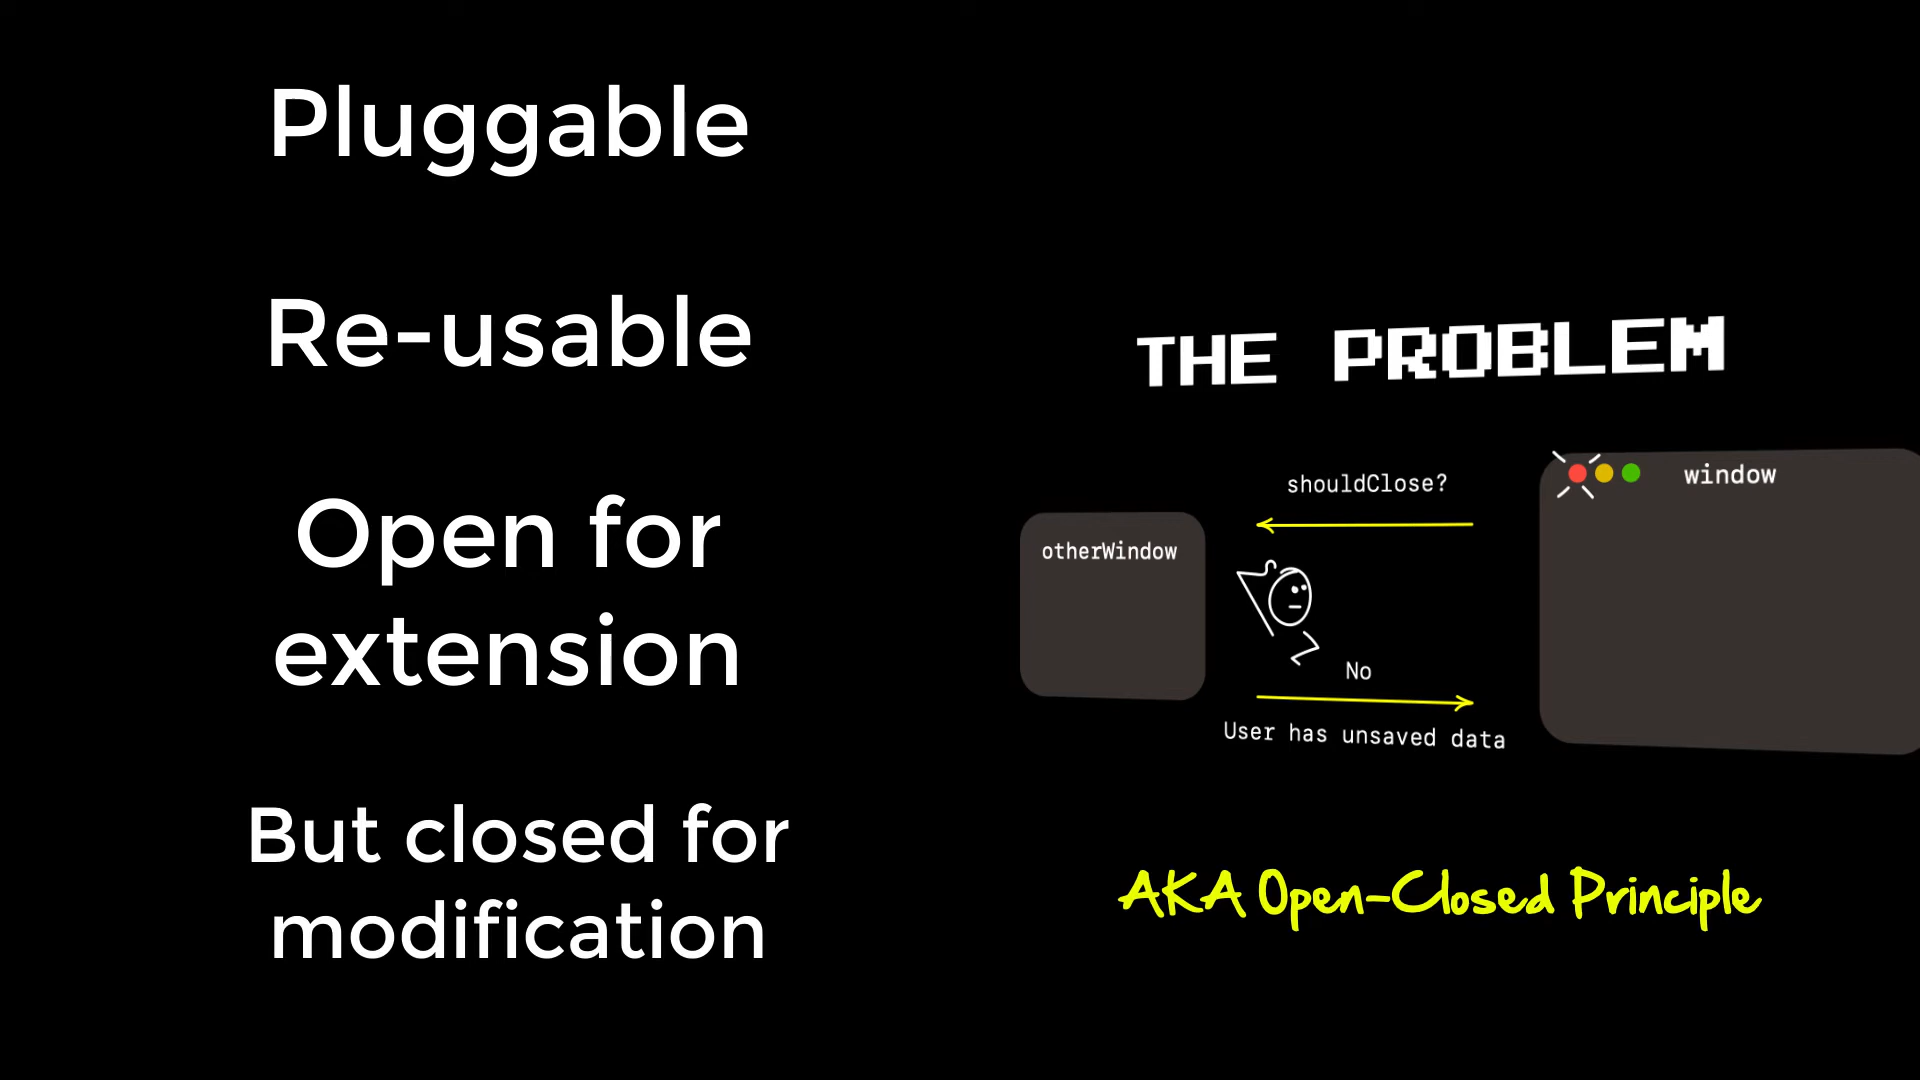 Pluggable
Re-usable
Open for
extension
But closed for
modification
THE PROBLEM
shouldClose?
window
otherWindow
No
User has unsaved data
AKA Open-Closed Principle